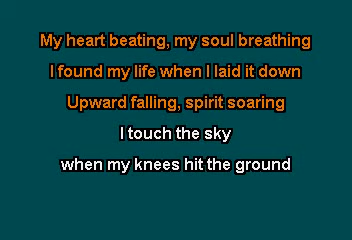 My heart beating, my soul breathing
I found my life when I laid it down
Upward falling, spirit soaring
I touch the sky
when my knees hit the ground